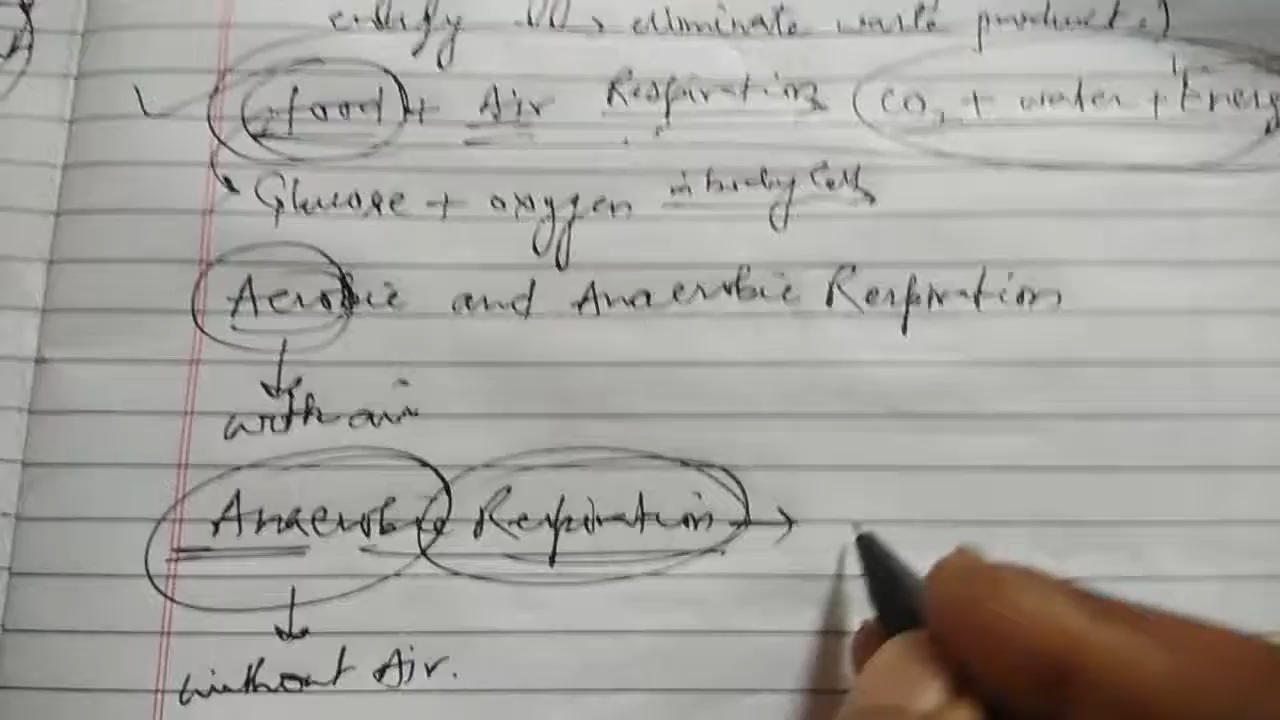 eliminate waste products)
food + Air Respiration CO2 + water + Energ
Glucose + oxygen in body Cells
Aerobic and Anaerobic Respiration
with air
Anaerobic Respiration →
without Air.